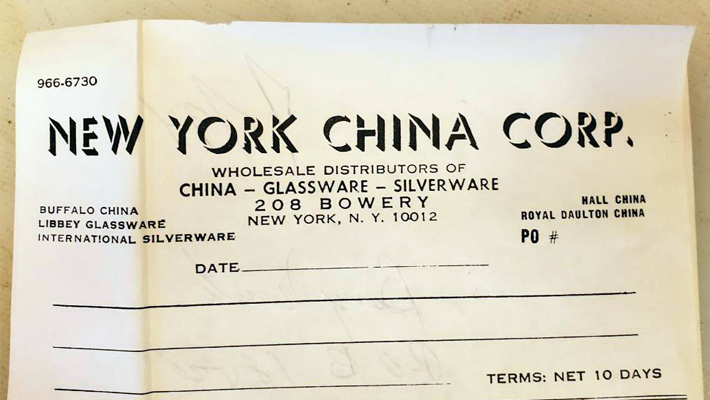 966-6730
NEW YORK CHINA CORP.
WHOLESALE DISTRIBUTORS OF
CHINA – GLASSWARE – SILVERWARE
208 BOWERY
NEW YORK, N. Y. 10012
BUFFALO CHINA
LIBBEY GLASSWARE
INTERNATIONAL SILVERWARE
HALL CHINA
ROYAL DAULTON CHINA
PO #
DATE
TERMS: NET 10 DAYS